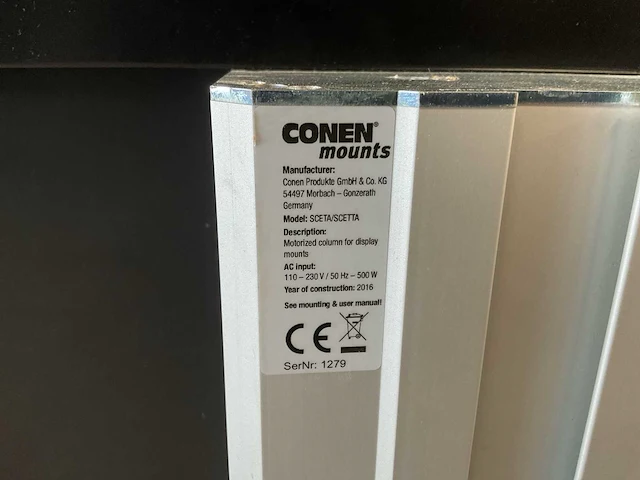 CONEN®
mounts
Manufacturer:
Conen Produkte GmbH & Co. KG
54497 Morbach – Gonzerath
Germany
Model: SCETA/SCETTA
Description:
Motorized column for display
mounts
AC input:
110 – 230 V / 50 Hz – 500 W
Year of construction: 2016
See mounting & user manual!
CE
SerNr: 1279